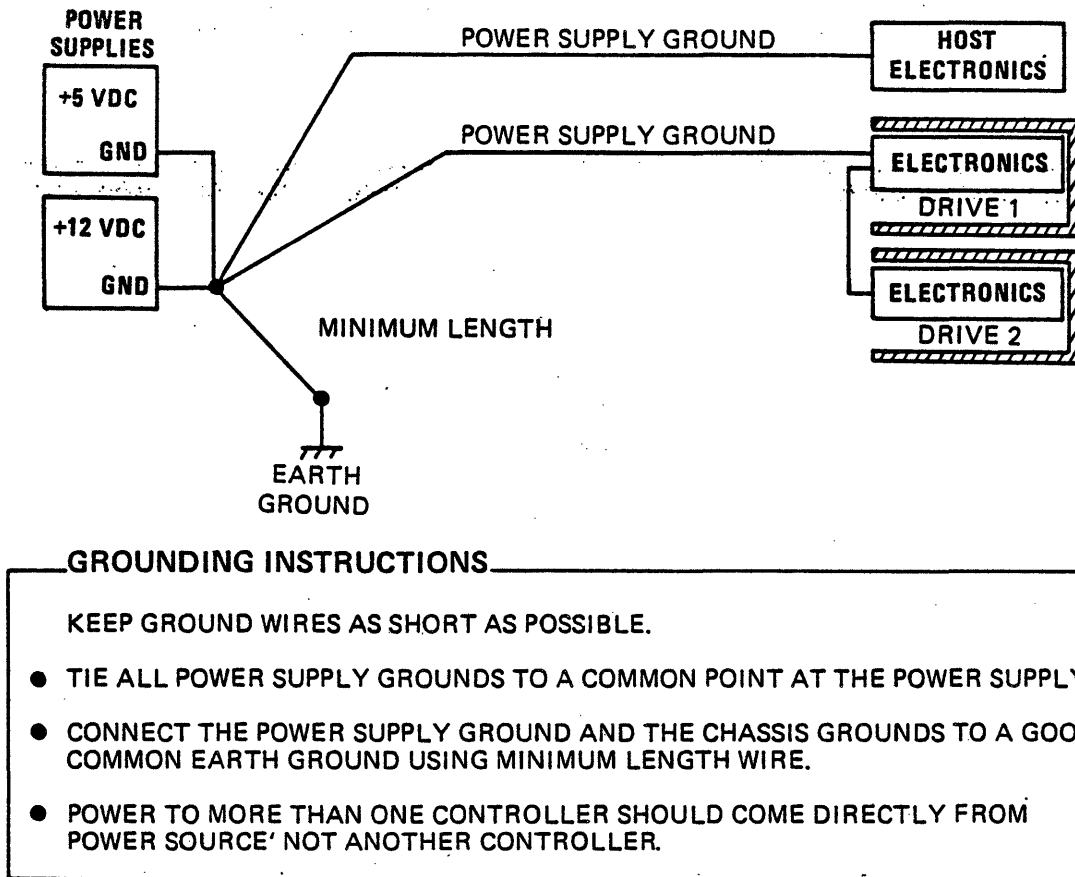 POWER
SUPPLIES
+5 VDC
GND
+12 VDC
GND
POWER SUPPLY GROUND
HOST
ELECTRONICS
POWER SUPPLY GROUND
ELECTRONICS
DRIVE 1
ELECTRONICS
DRIVE 2
MINIMUM LENGTH
EARTH
GROUND
GROUNDING INSTRUCTIONS
KEEP GROUND WIRES AS SHORT AS POSSIBLE.
● TIE ALL POWER SUPPLY GROUNDS TO A COMMON POINT AT THE POWER SUPPLY
● CONNECT THE POWER SUPPLY GROUND AND THE CHASSIS GROUNDS TO A GOO
COMMON EARTH GROUND USING MINIMUM LENGTH WIRE.
● POWER TO MORE THAN ONE CONTROLLER SHOULD COME DIRECTLY FROM
POWER SOURCE' NOT ANOTHER CONTROLLER.